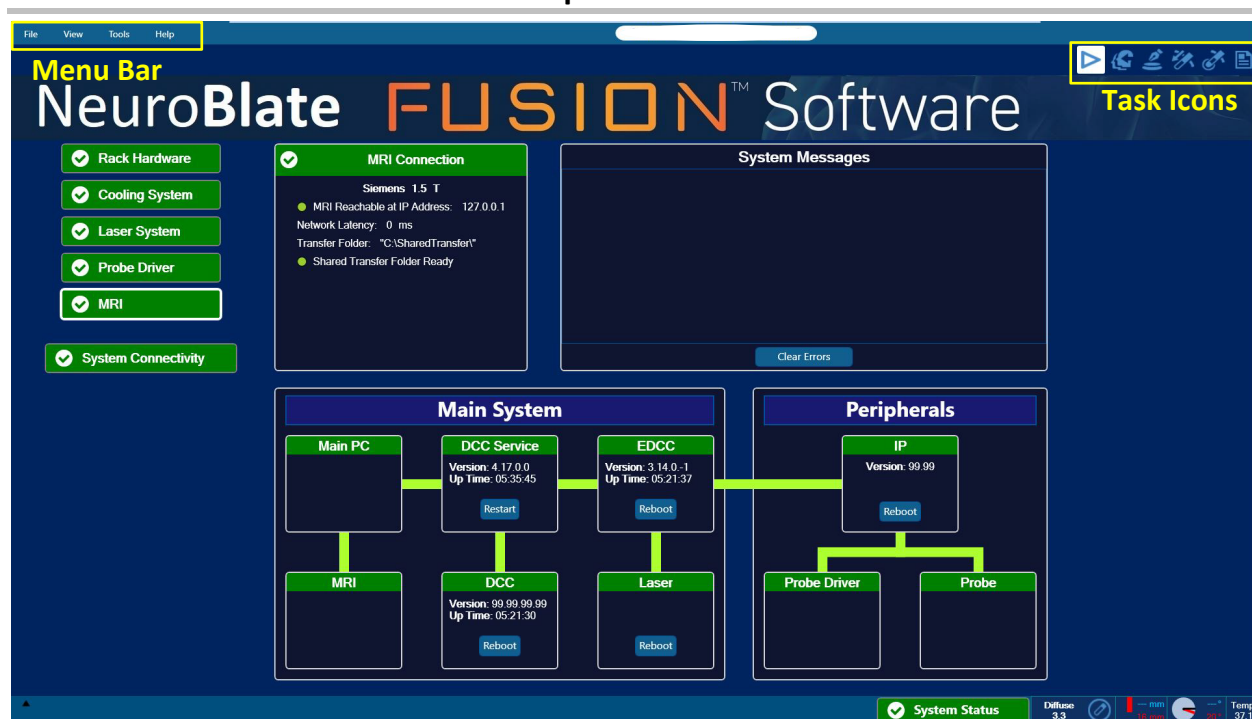 File View Tools Help
Menu Bar
Task Icons
NeuroBlate FUSION™ Software
Rack Hardware
Cooling System
Laser System
Probe Driver
MRI
System Connectivity
MRI Connection
Siemens 1.5 T
MRI Reachable at IP Address: 127.0.0.1
Network Latency: 0 ms
Transfer Folder: "C:\SharedTransfer\"
Shared Transfer Folder Ready
System Messages
Clear Errors
Main System
Main PC
DCC Service
Version: 4.17.0.0
Up Time: 05:35:45
Restart
EDCC
Version: 3.14.0.-1
Up Time: 05:21:37
Reboot
MRI
DCC
Version: 99.99.99.99
Up Time: 05:21:30
Reboot
Laser
Reboot
Peripherals
IP
Version: 99.99
Reboot
Probe Driver
Probe
System Status
Diffuse
3.3
— mm
—°